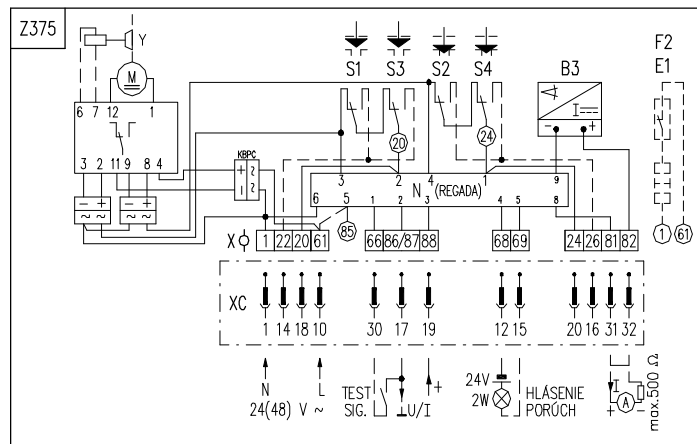 Z375
Y
M
6 7 12 1
3 2 11 9 8 4
− +
~
− +
~
KBPC
+ ~
− ~
S1 S3 S2 S4
20
24
B3
I
− +
F2
E1
1 61
3 2 4 1 9
N (REGADA)
6 5 1 2 3 4 5 8
85
X 1 22 20 61 66 86/87 88 68 69 24 26 81 82
XC
1 14 18 10 30 17 19 12 15 20 16 31 32
N L
24(48) V ~
TEST
SIG.
U/I
+
24V
2W
HLÁSENIE
PORÚCH
I
+ A −
max.500 Ω